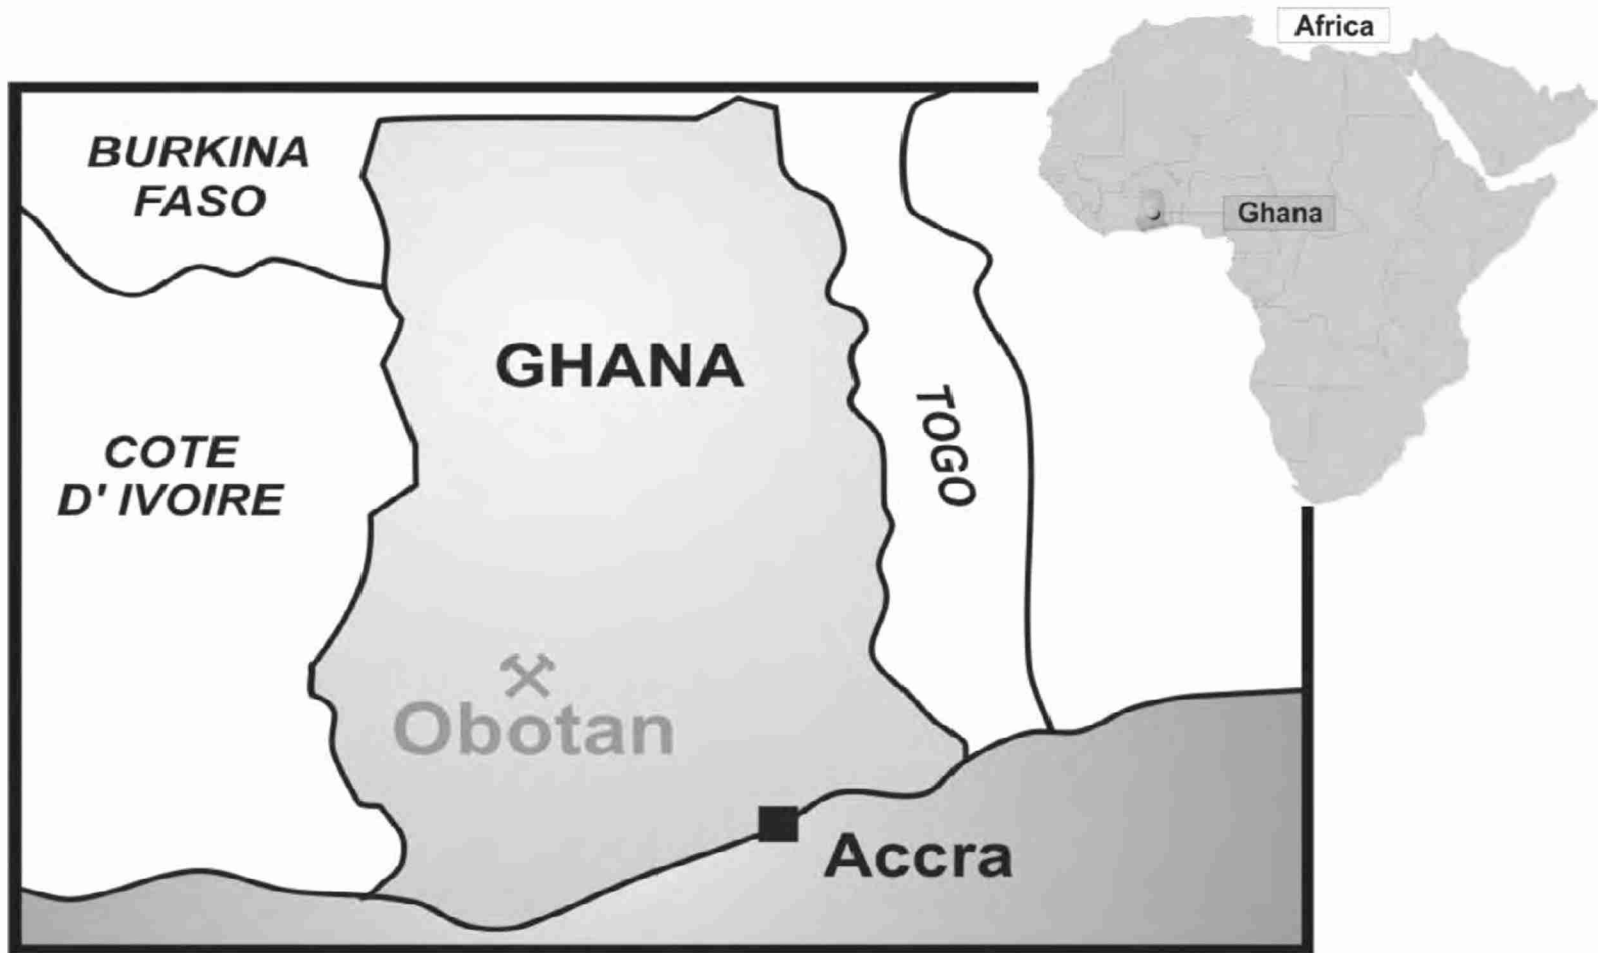 Africa
BURKINA
FASO
Ghana
GHANA
TOGO
COTE
D' IVOIRE
Obotan
Accra